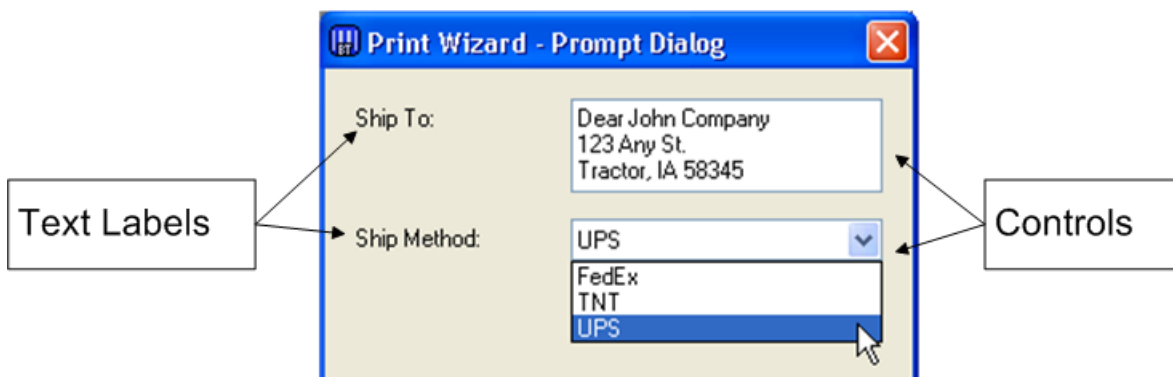 BT Print Wizard - Prompt Dialog
Ship To:
Dear John Company
123 Any St.
Tractor, IA 58345
Text Labels
Controls
Ship Method:
UPS
FedEx
TNT
UPS